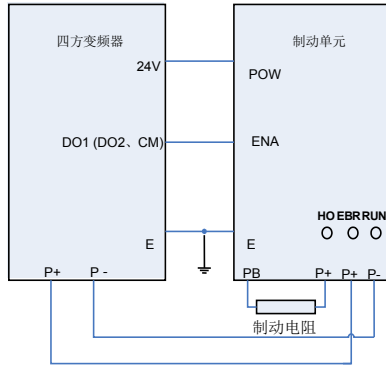 四方变频器 制动单元
24V POW
DO1 (DO2、CM) ENA
HO EBR RUN
E E
P+ P - PB P+ P+ P-
制动电阻